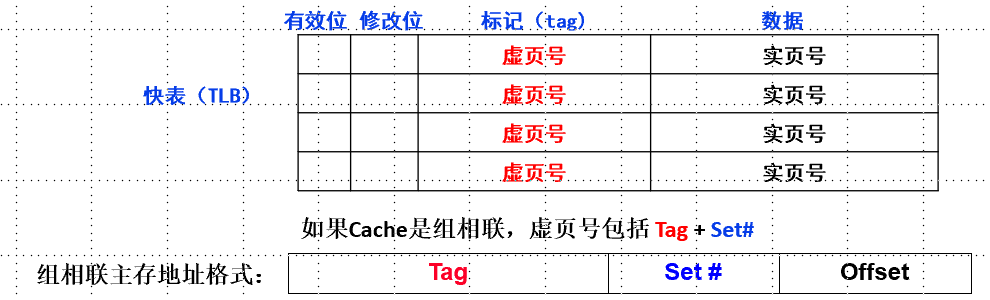 有效位 修改位 标记（tag） 数据
虚页号 实页号
快表（TLB） 虚页号 实页号
虚页号 实页号
虚页号 实页号
如果Cache是组相联，虚页号包括 Tag + Set#
组相联主存地址格式： Tag Set # Offset